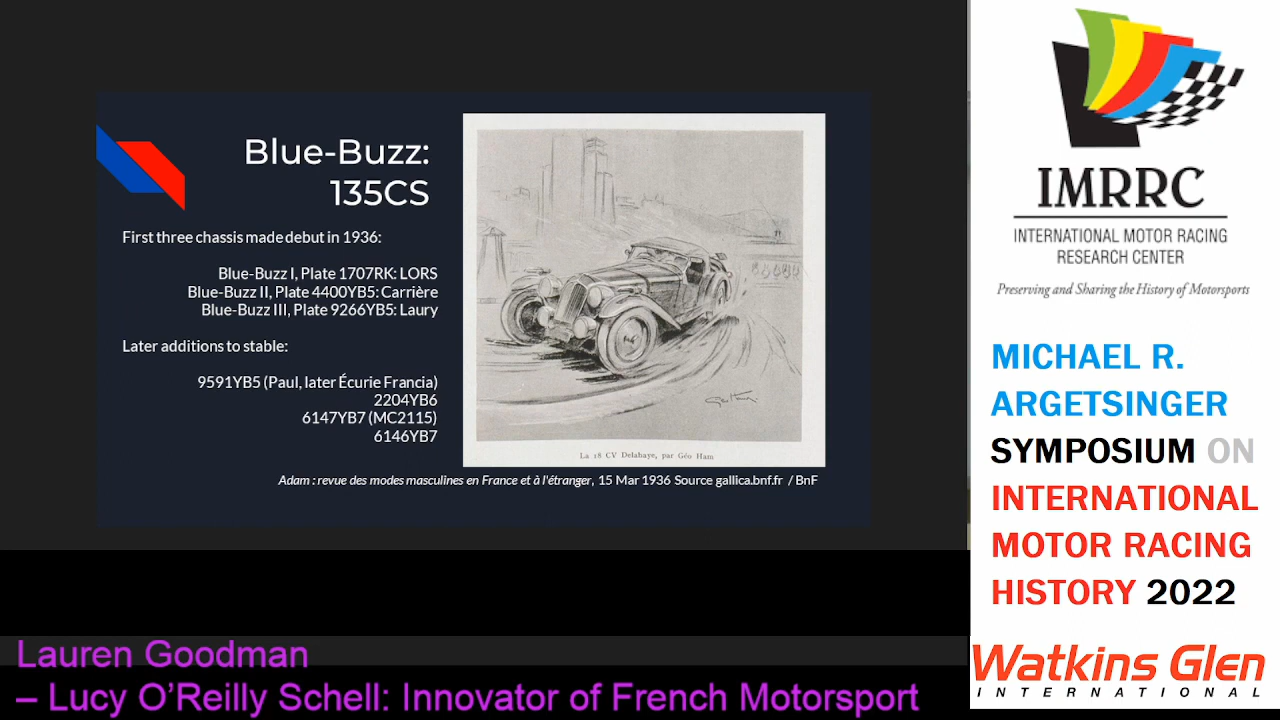 Blue-Buzz:
135CS
First three chassis made debut in 1936:
Blue-Buzz I, Plate 1707RK: LORS
Blue-Buzz II, Plate 4400YB5: Carrière
Blue-Buzz III, Plate 9266YB5: Laury
Later additions to stable:
9591YB5 (Paul, later Écurie Francia)
2204YB6
6147YB7 (MC2115)
6146YB7
Geo Ham
La 18 CV Delahaye, par Géo Ham
Adam : revue des modes masculines en France et à l'étranger, 15 Mar 1936 Source gallica.bnf.fr / BnF
IMRRC
INTERNATIONAL MOTOR RACING
RESEARCH CENTER
Preserving and Sharing the History of Motorsports
MICHAEL R.
ARGETSINGER
SYMPOSIUM ON
INTERNATIONAL
MOTOR RACING
HISTORY 2022
Watkins Glen
INTERNATIONAL
Lauren Goodman
– Lucy O’Reilly Schell: Innovator of French Motorsport